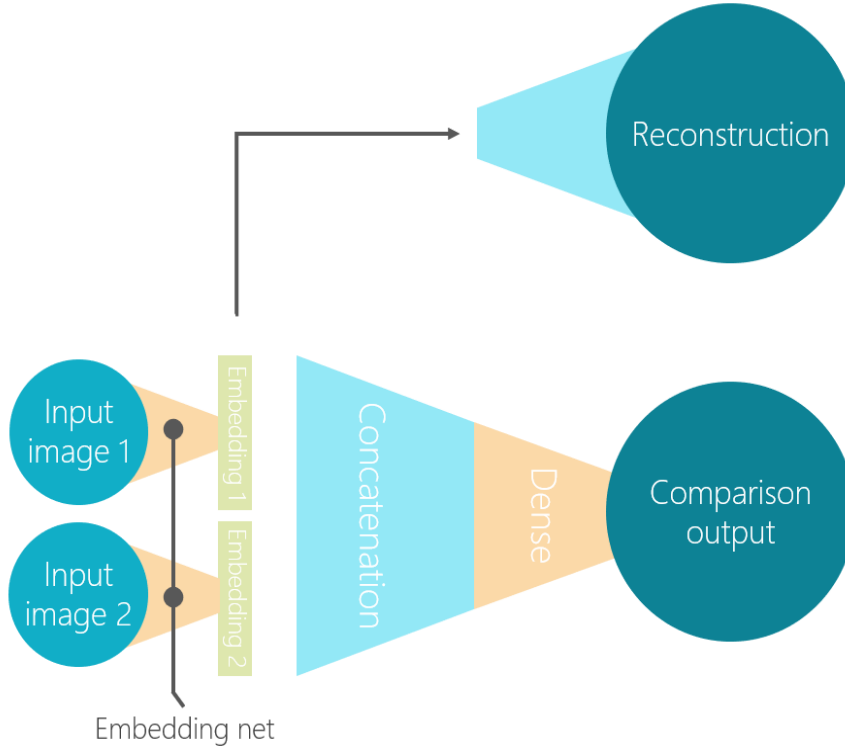 Reconstruction
Input
image 1
Embedding 1
Concatenation
Dense
Comparison
output
Input
image 2
Embedding 2
Embedding net